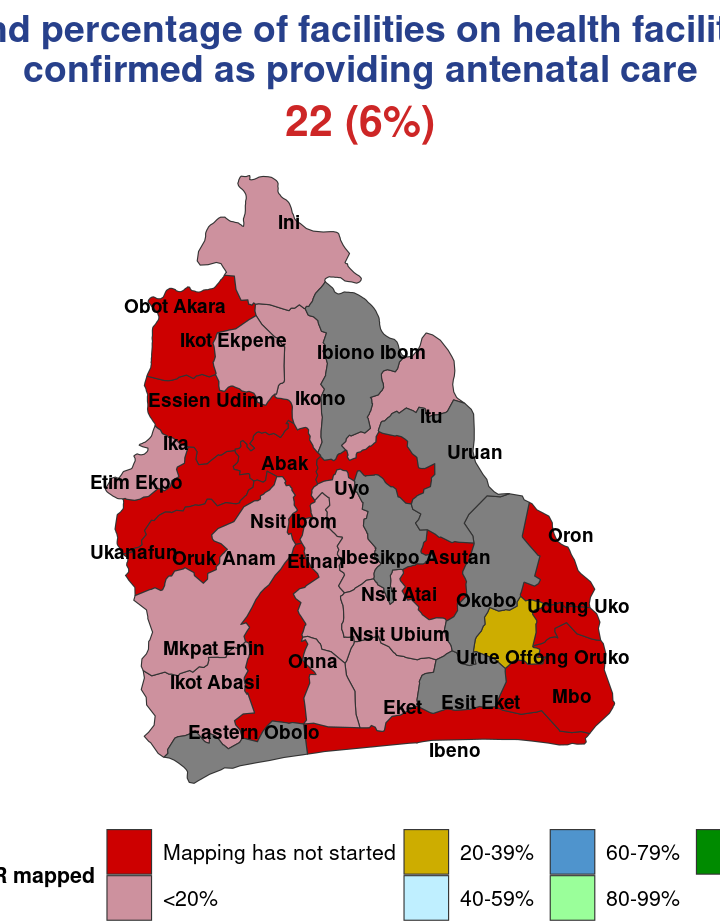 nd percentage of facilities on health facilit
confirmed as providing antenatal care
22 (6%)
Ini
Obot Akara
Ikot Ekpene
Ibiono Ibom
Essien Udim
Ikono
Itu
Ika
Uruan
Abak
Etim Ekpo
Uyo
Nsit Ibom
Oron
Ukanafun
Oruk Anam
Etinan
Ibesikpo Asutan
Nsit Atai
Okobo
Udung Uko
Nsit Ubium
Mkpat Enin
Onna
Urue Offong Oruko
Ikot Abasi
Eket
Esit Eket
Mbo
Eastern Obolo
Ibeno
R mapped
Mapping has not started
20-39%
60-79%
<20%
40-59%
80-99%